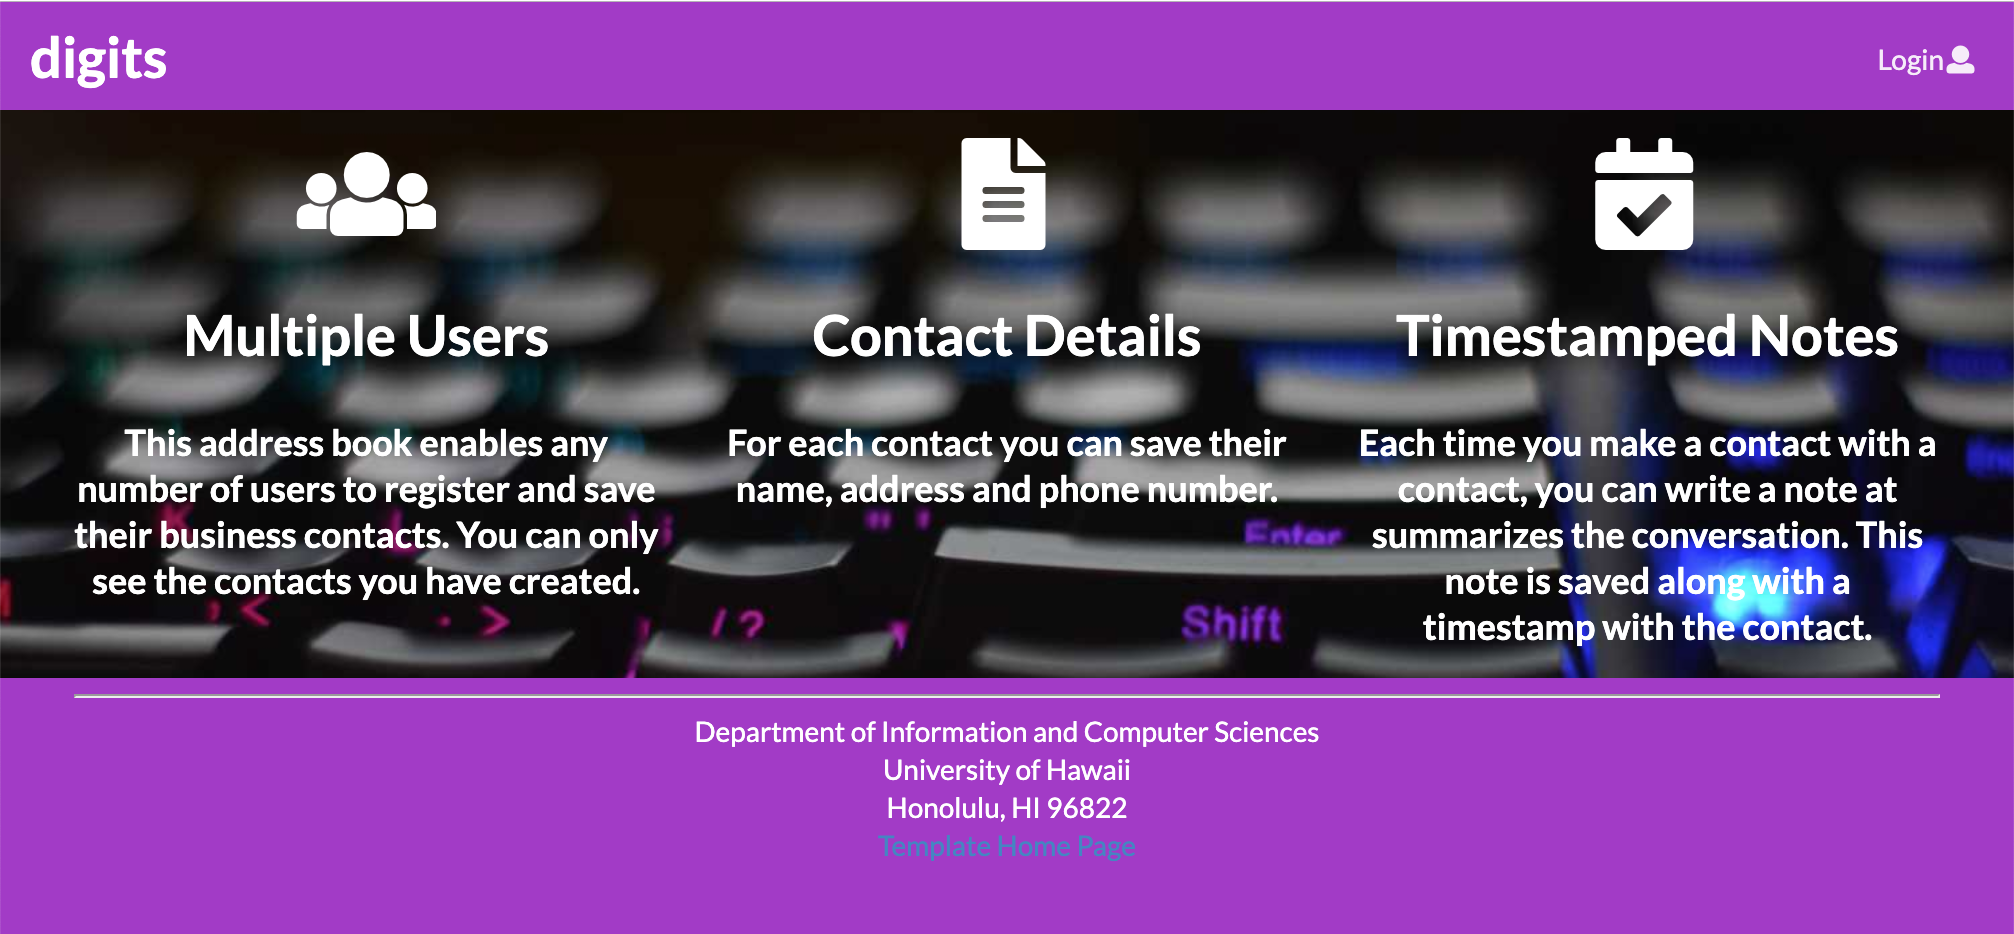 digits
Login
Multiple Users
Contact Details
Timestamped Notes
This address book enables any
number of users to register and save
their business contacts. You can only
see the contacts you have created.
For each contact you can save their
name, address and phone number.
Each time you make a contact with a
contact, you can write a note at
summarizes the conversation. This
note is saved along with a
timestamp with the contact.
K
L
" '
Enter
M
, <
. >
/ ?
Shift
Department of Information and Computer Sciences
University of Hawaii
Honolulu, HI 96822
Template Home Page